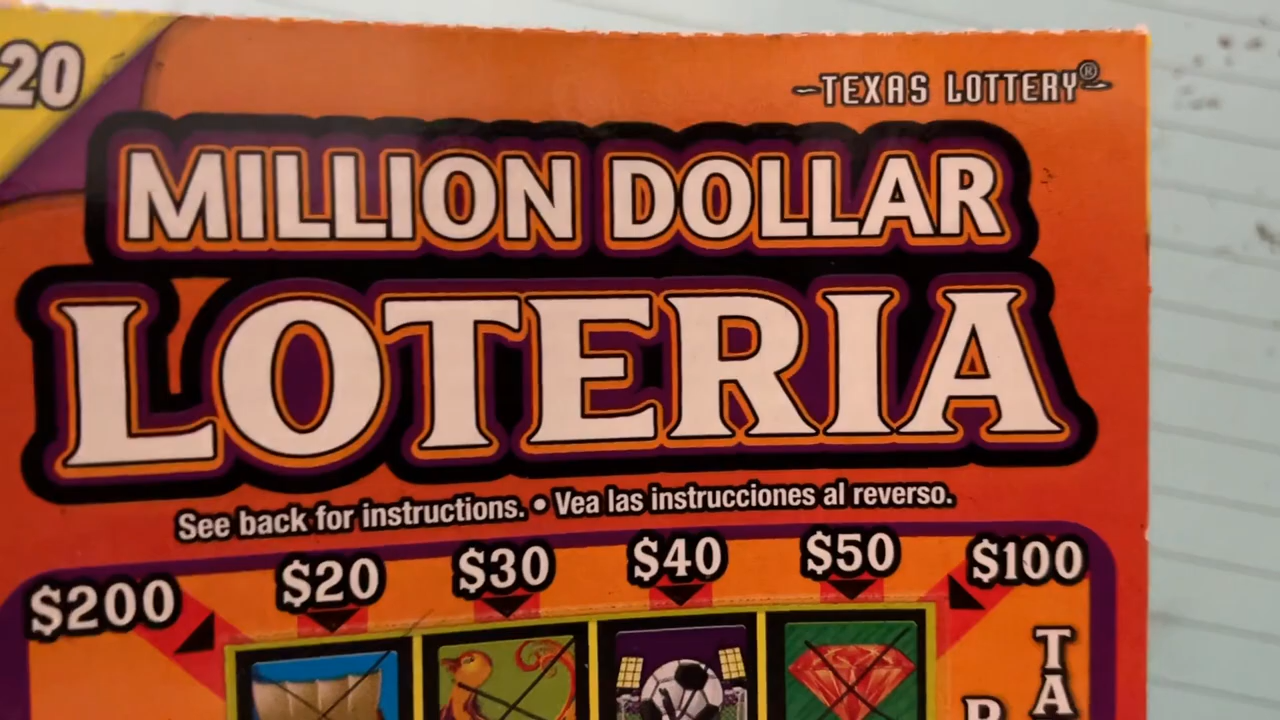 20
TEXAS LOTTERY®
MILLION DOLLAR
LOTERIA
See back for instructions. • Vea las instrucciones al reverso.
$200 $20 $30 $40 $50 $100